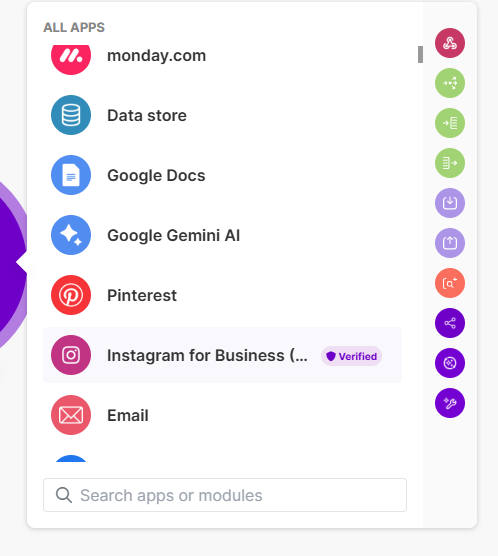 ALL APPS
monday.com
Data store
Google Docs
Google Gemini AI
Pinterest
Instagram for Business (... Verified
Email
Search apps or modules